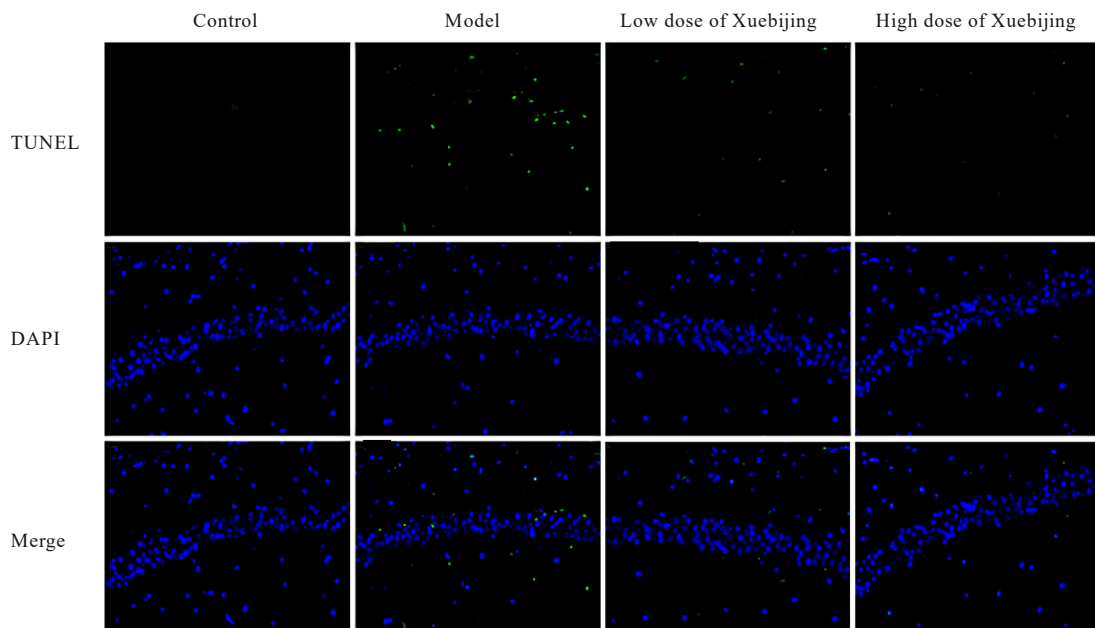 Control
Model
Low dose of Xuebijing
High dose of Xuebijing
TUNEL
DAPI
Merge